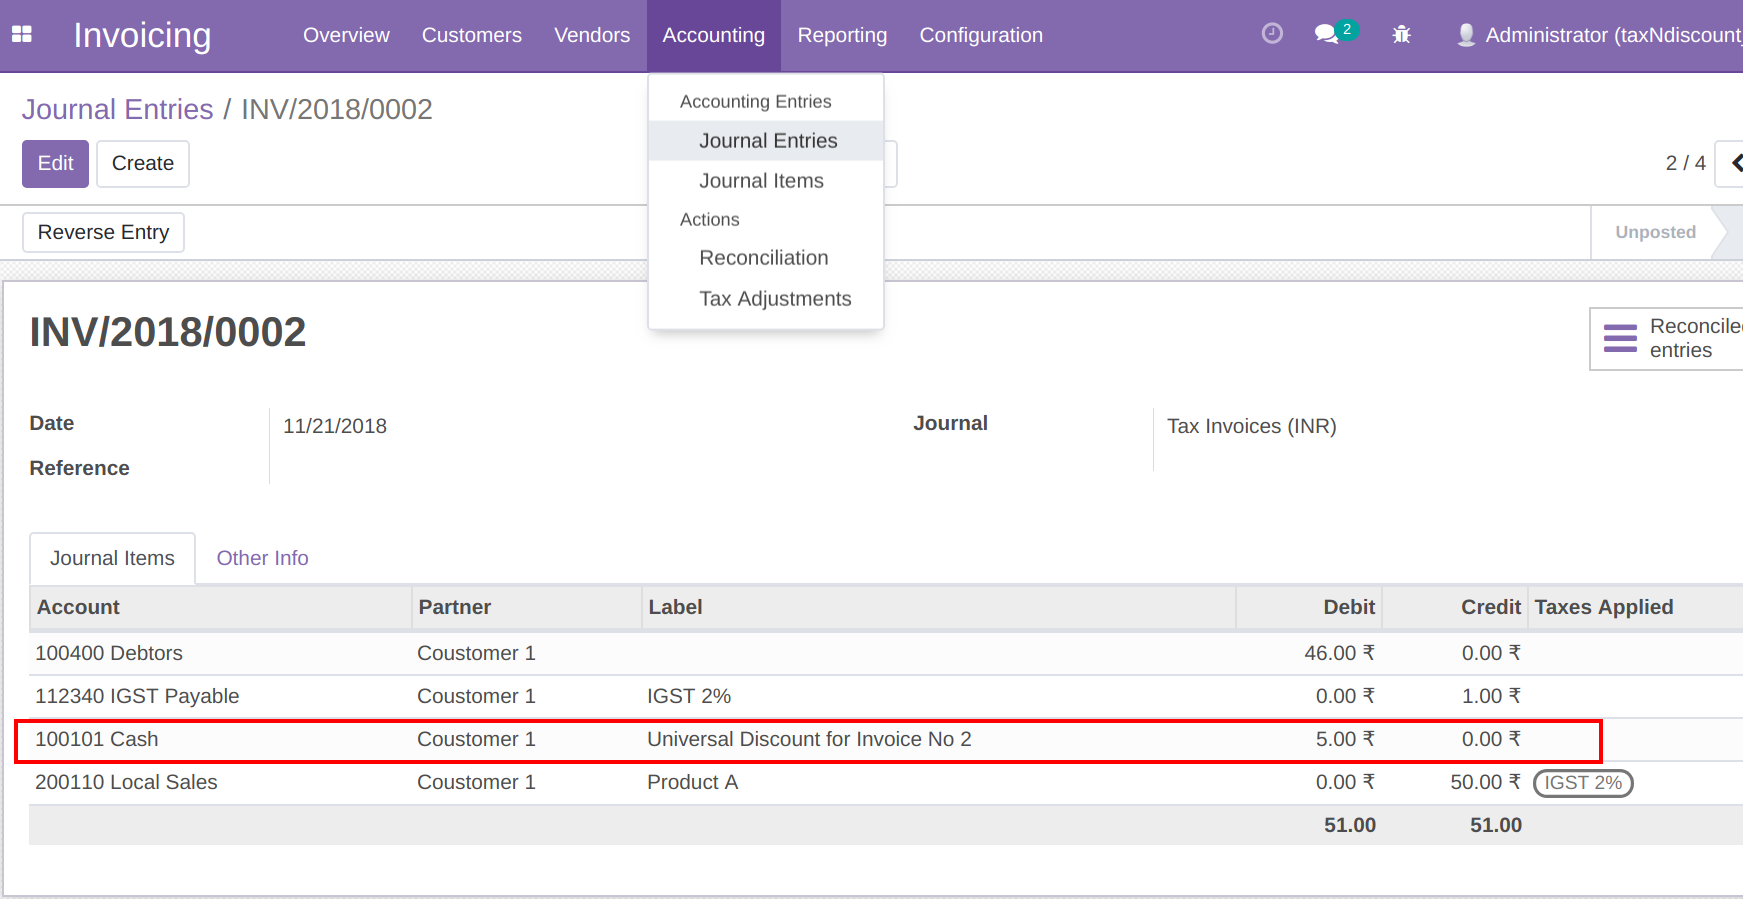 Invoicing Overview Customers Vendors Accounting Reporting Configuration 2 Administrator (taxNdiscount_
Journal Entries / INV/2018/0002
Edit Create
2 / 4
Reverse Entry
Unposted
Accounting Entries
Journal Entries
Journal Items
Actions
Reconciliation
Tax Adjustments
INV/2018/0002
Reconciled
entries
Date 11/21/2018 Journal Tax Invoices (INR)
Reference
Journal Items Other Info
Account Partner Label Debit Credit Taxes Applied
100400 Debtors Coustomer 1 46.00 ₹ 0.00 ₹
112340 IGST Payable Coustomer 1 IGST 2% 0.00 ₹ 1.00 ₹
100101 Cash Coustomer 1 Universal Discount for Invoice No 2 5.00 ₹ 0.00 ₹
200110 Local Sales Coustomer 1 Product A 0.00 ₹ 50.00 ₹ IGST 2%
51.00 51.00